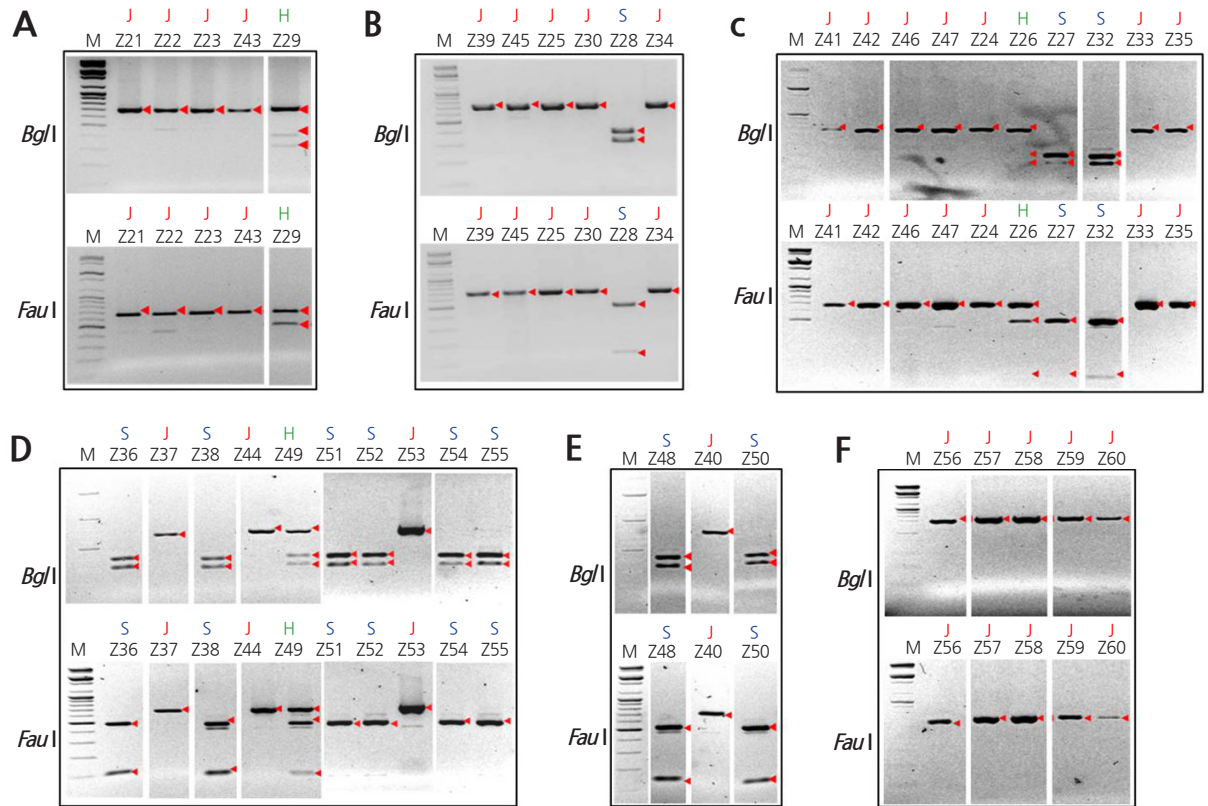 A
J J J J H
M Z21 Z22 Z23 Z43 Z29
BglI
J J J J H
M Z21 Z22 Z23 Z43 Z29
FauI
B
J J J J S J
M Z39 Z45 Z25 Z30 Z28 Z34
BglI
J J J J S J
M Z39 Z45 Z25 Z30 Z28 Z34
FauI
C
J J J J J H S S J J
M Z41 Z42 Z46 Z47 Z24 Z26 Z27 Z32 Z33 Z35
BglI
J J J J J H S S J J
M Z41 Z42 Z46 Z47 Z24 Z26 Z27 Z32 Z33 Z35
FauI
D
S J S J H S S J S S
M Z36 Z37 Z38 Z44 Z49 Z51 Z52 Z53 Z54 Z55
BglI
S J S J H S S J S S
M Z36 Z37 Z38 Z44 Z49 Z51 Z52 Z53 Z54 Z55
FauI
E
S J S
M Z48 Z40 Z50
BglI
S J S
M Z48 Z40 Z50
FauI
F
J J J J J
M Z56 Z57 Z58 Z59 Z60
BglI
J J J J J
M Z56 Z57 Z58 Z59 Z60
FauI